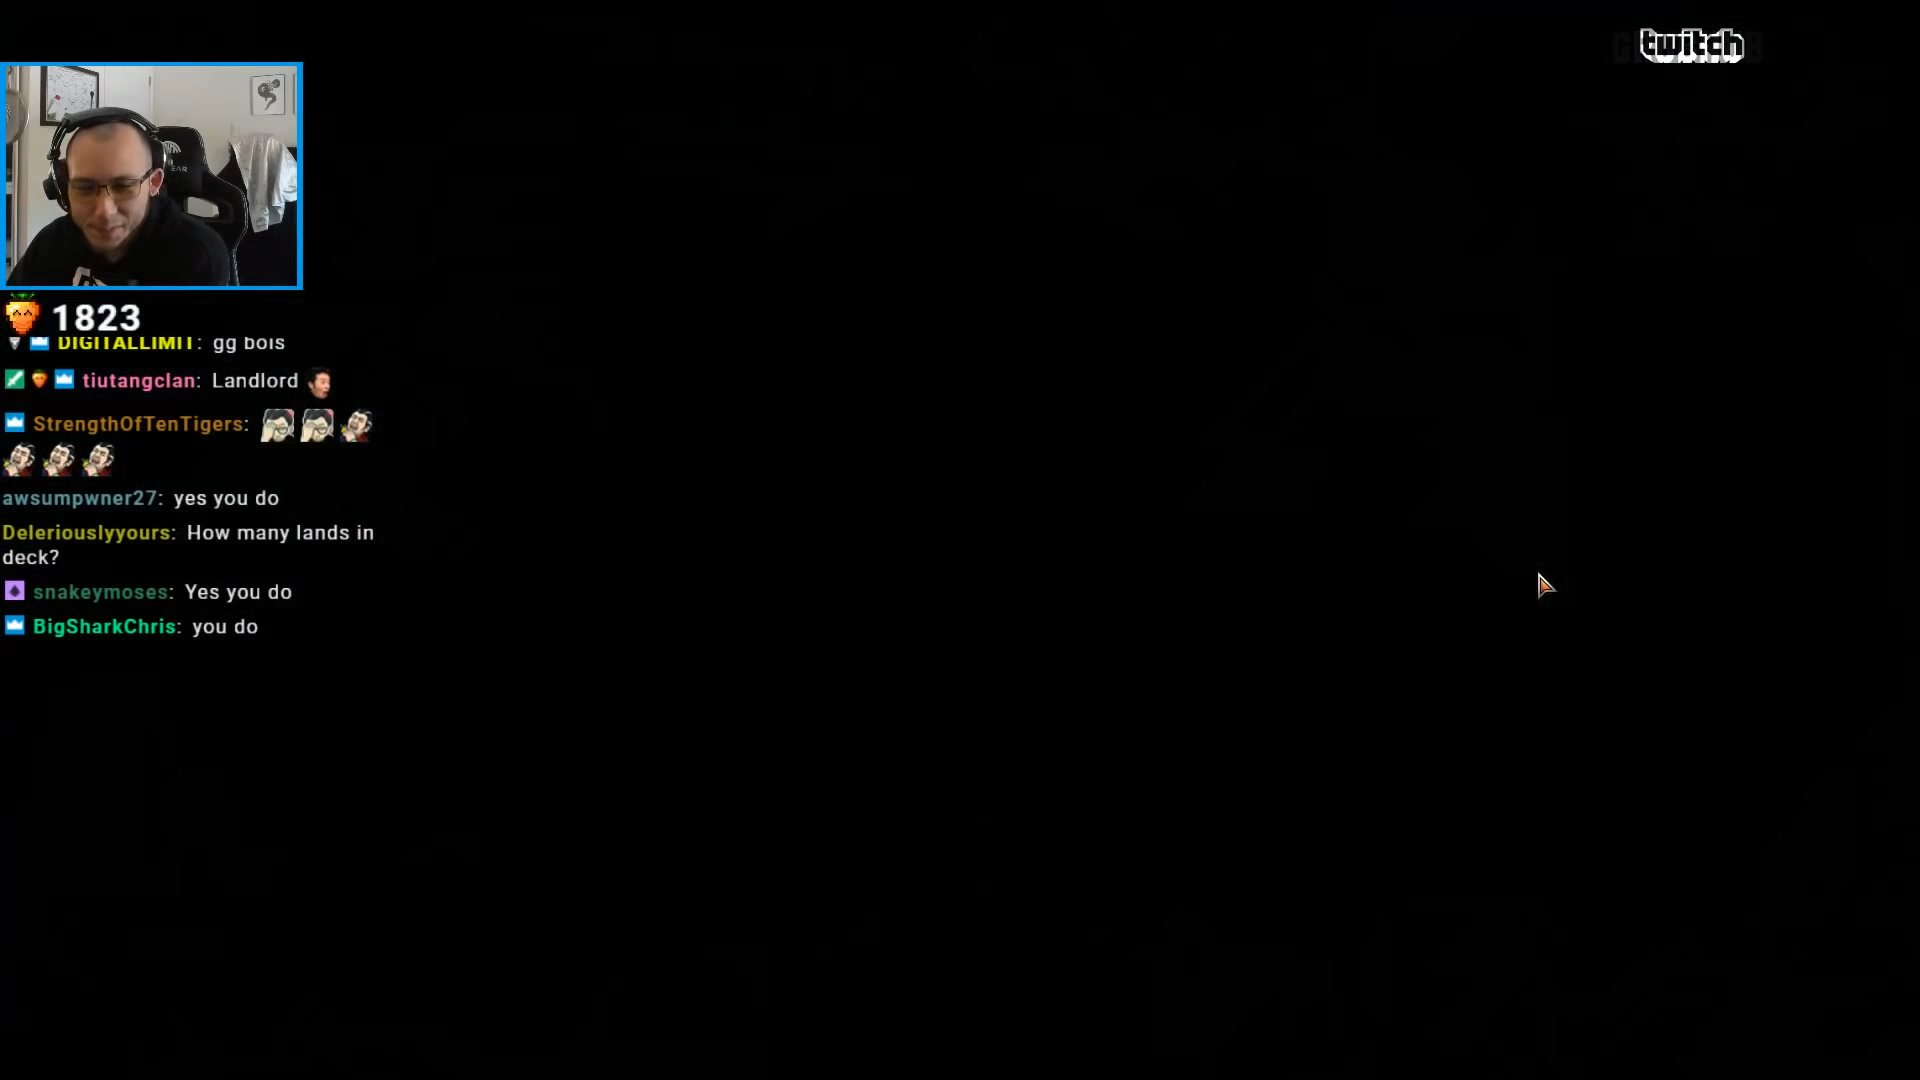 twitch
EAR
1823
DIGITALLIMIT: gg bois
tiutangclan: Landlord
StrengthOfTenTigers:
awsumpwner27: yes you do
Deleriouslyyours: How many lands in
deck?
snakeymoses: Yes you do
BigSharkChris: you do